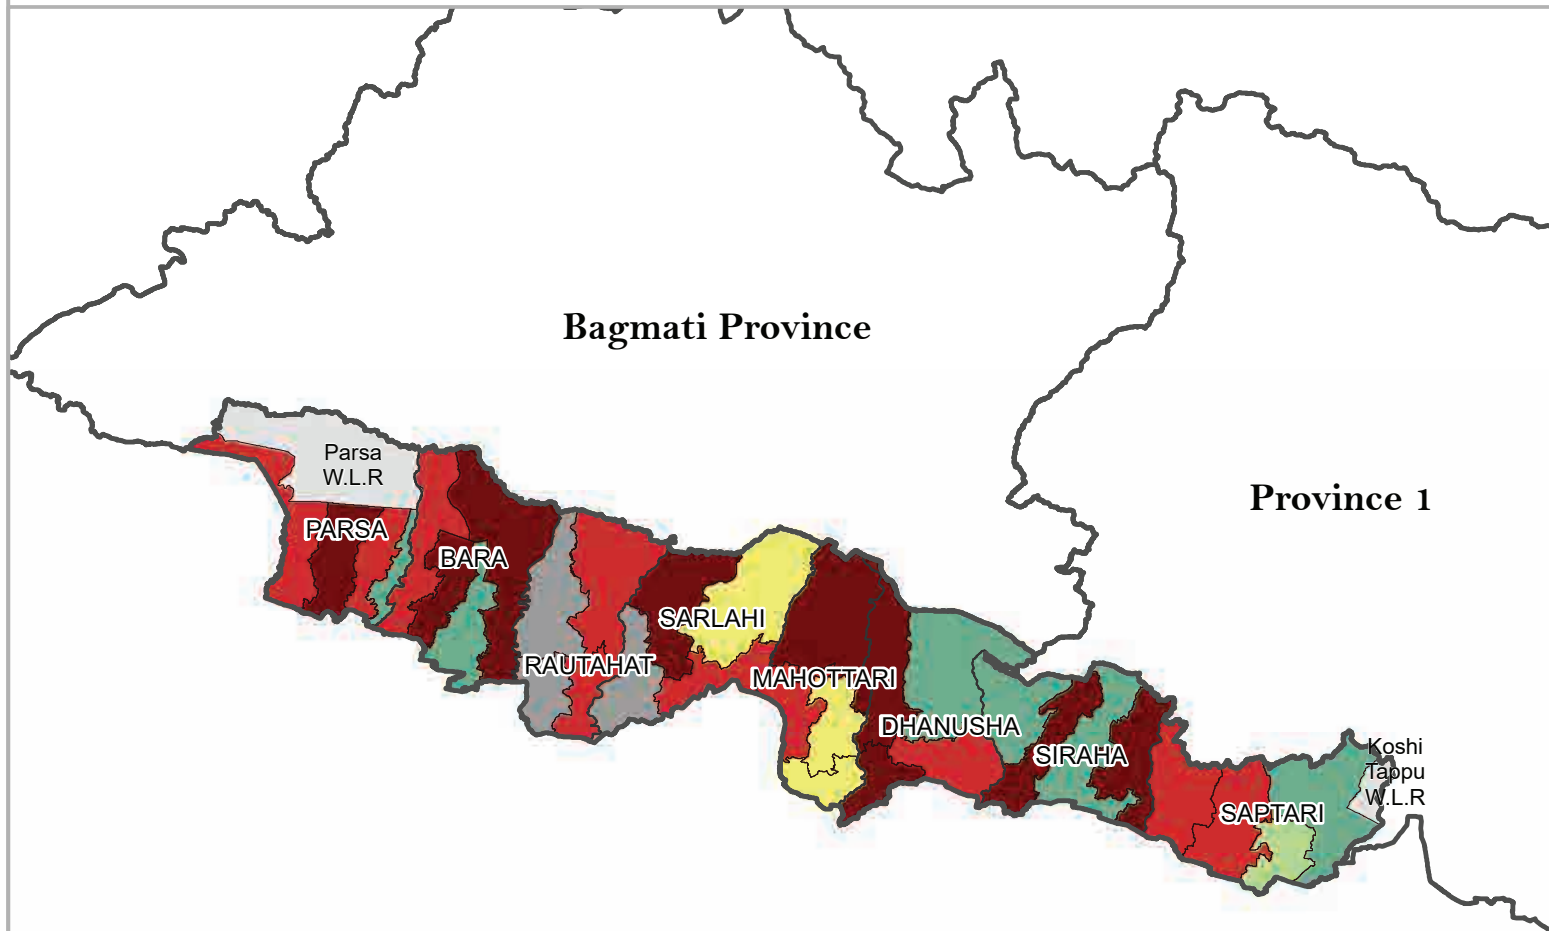 Bagmati Province
Parsa
W.L.R
Province 1
PARSA
BARA
SARLAHI
RAUTAHAT
MAHOTTARI
DHANUSHA
SIRAHA
Koshi
Tappu
W.L.R
SAPTARI